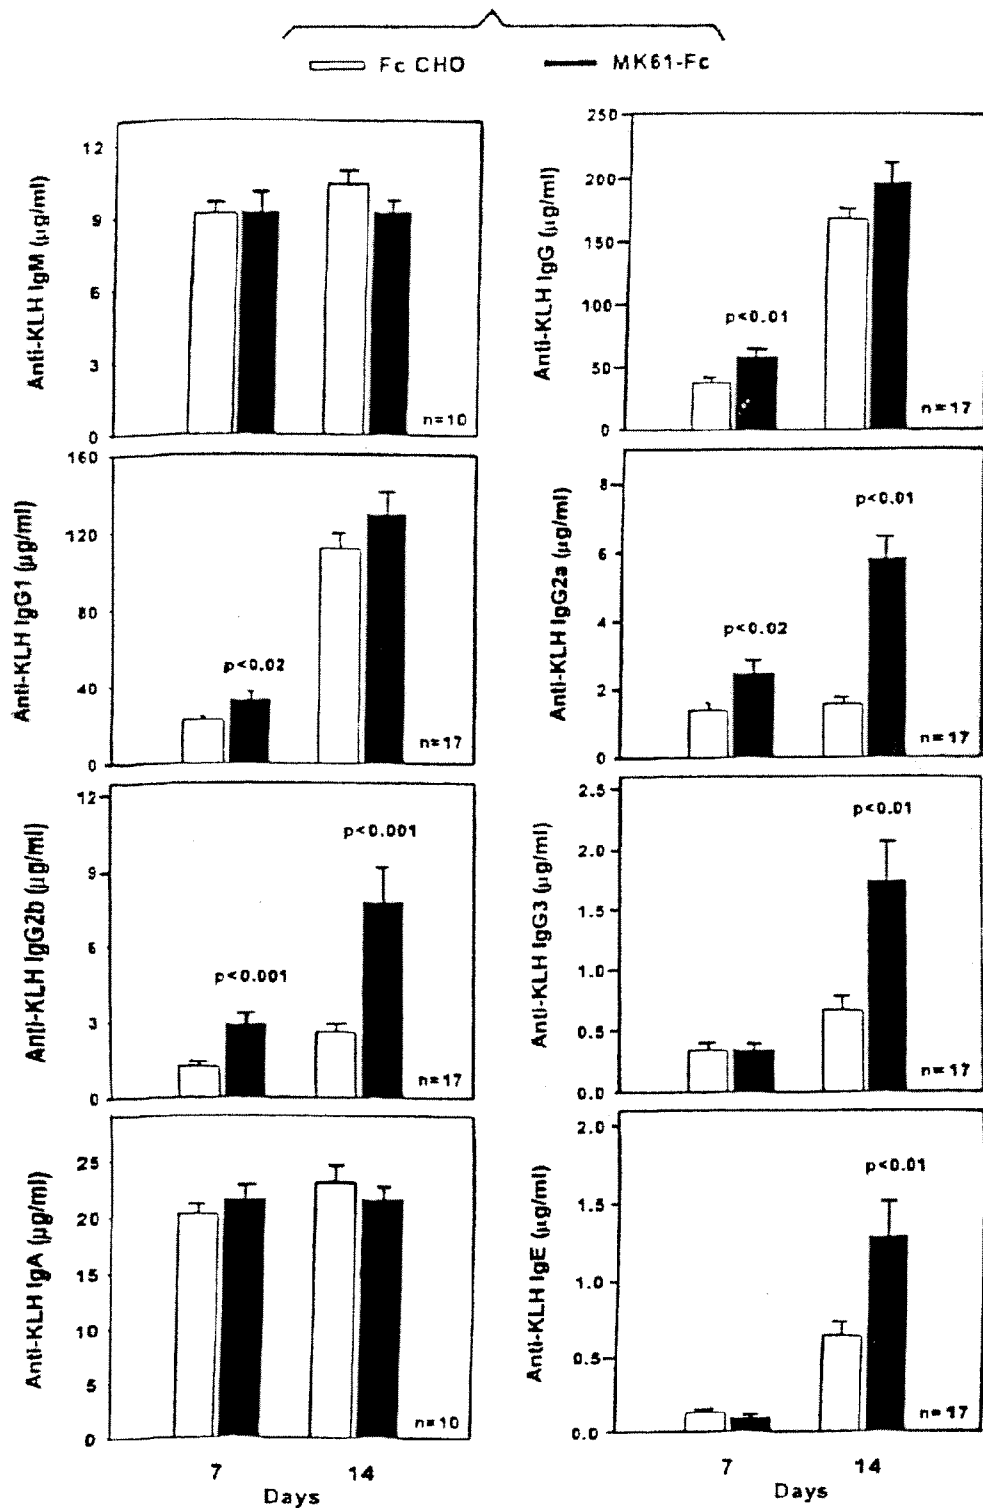 Fc CHO MK61-Fc
Anti-KLH IgM (µg/ml)
12
9
6
3
0
n=10
Anti-KLH IgG (µg/ml)
250
200
150
100
50
0
p<0.01
n=17
Anti-KLH IgG1 (µg/ml)
160
120
80
40
0
p<0.02
n=17
Anti-KLH IgG2a (µg/ml)
8
6
4
2
0
p<0.02
p<0.01
n=17
Anti-KLH IgG2b (µg/ml)
12
9
6
3
0
p<0.001
p<0.001
n=17
Anti-KLH IgG3 (µg/ml)
2.5
2.0
1.5
1.0
0.5
0.0
p<0.01
n=17
Anti-KLH IgA (µg/ml)
25
20
15
10
5
0
n=10
7 14
Days
Anti-KLH IgE (µg/ml)
2.0
1.5
1.0
0.5
0.0
p<0.01
n=17
7 14
Days